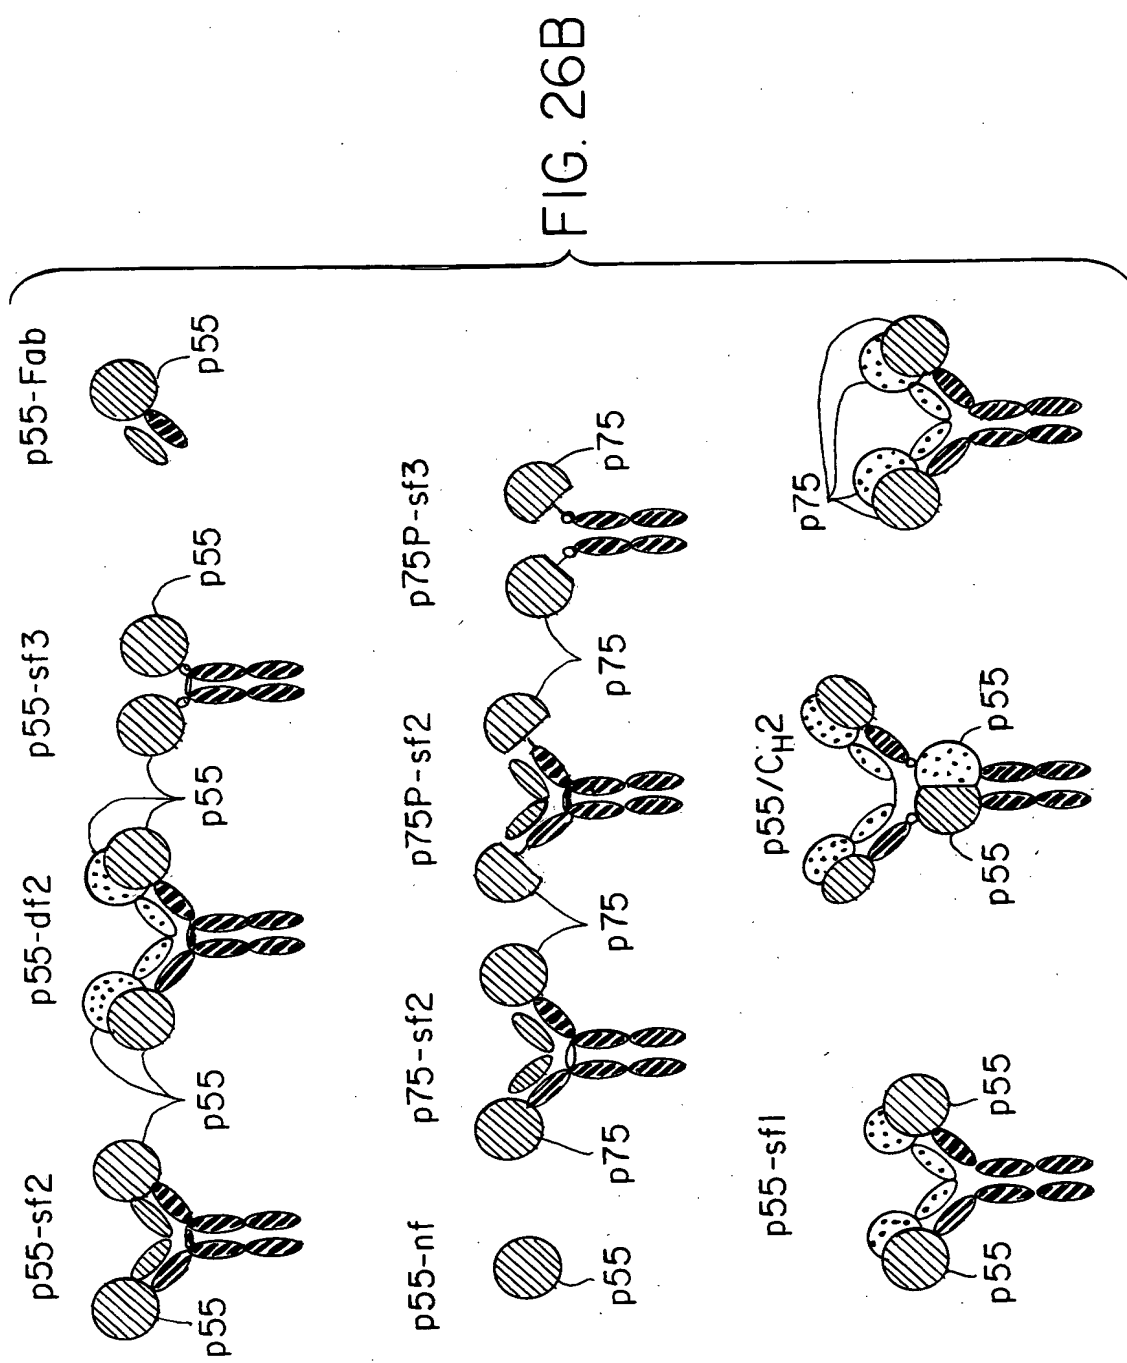 p55-sf2 p55-df2 p55-sf3 p55-Fab
p55 p55 p55 p55 p55
p55-nf p75-sf2 p75P-sf2 p75P-sf3
p55 p75 p75 p75 p75
p55-sf1 p55/CH2 p75
p55 p55 p55 p55
FIG. 26B